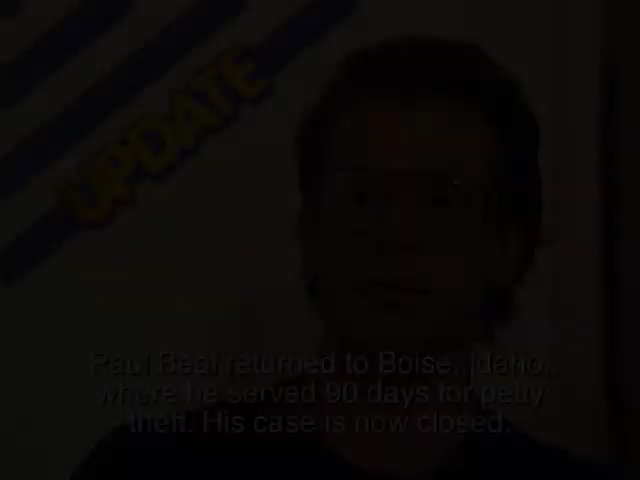 UPDATE
Paul Beal returned to Boise, Idaho,
where he served 90 days for petty
theft. His case is now closed.